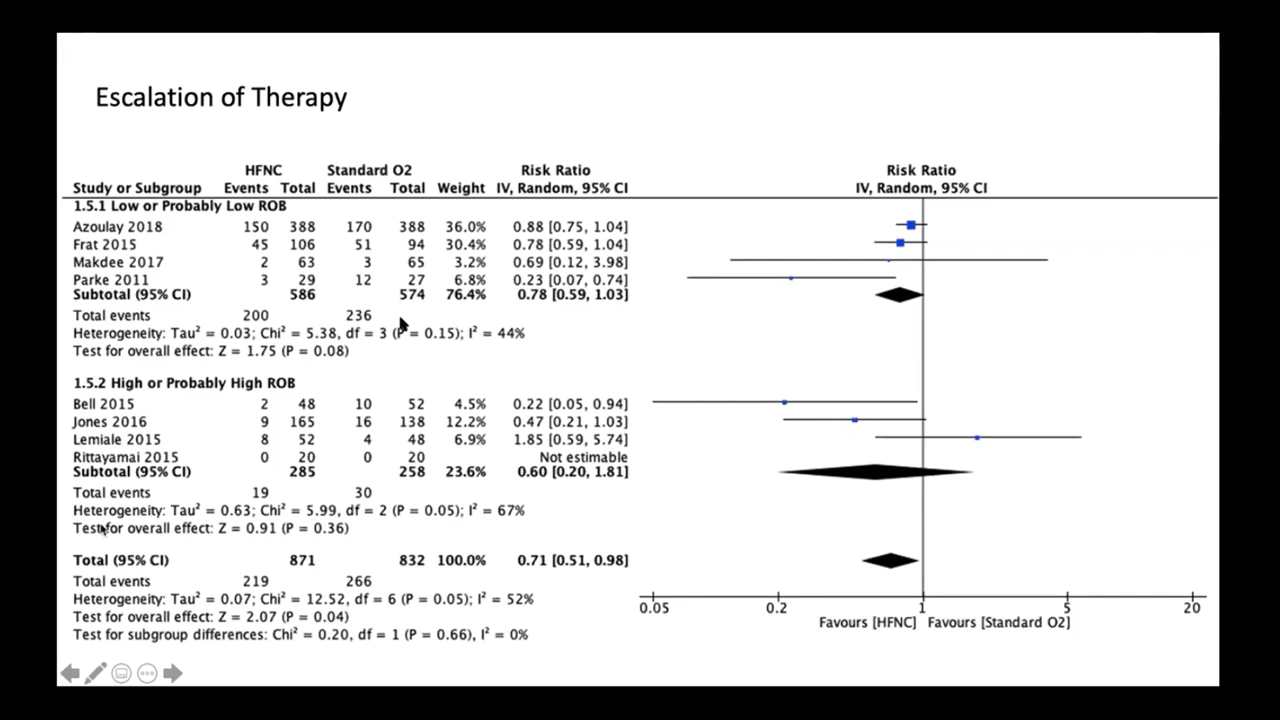 Escalation of Therapy
HFNC Standard O2 Risk Ratio Risk Ratio
Study or Subgroup Events Total Events Total Weight IV, Random, 95% CI IV, Random, 95% CI
1.5.1 Low or Probably Low ROB
Azoulay 2018 150 388 170 388 36.0% 0.88 [0.75, 1.04]
Frat 2015 45 106 51 94 30.4% 0.78 [0.59, 1.04]
Makdee 2017 2 63 3 65 3.2% 0.69 [0.12, 3.98]
Parke 2011 3 29 12 27 6.8% 0.23 [0.07, 0.74]
Subtotal (95% CI) 586 574 76.4% 0.78 [0.59, 1.03]
Total events 200 236
Heterogeneity: Tau² = 0.03; Chi² = 5.38, df = 3 (P = 0.15); I² = 44%
Test for overall effect: Z = 1.75 (P = 0.08)
1.5.2 High or Probably High ROB
Bell 2015 2 48 10 52 4.5% 0.22 [0.05, 0.94]
Jones 2016 9 165 16 138 12.2% 0.47 [0.21, 1.03]
Lemiale 2015 8 52 4 48 6.9% 1.85 [0.59, 5.74]
Rittayamai 2015 0 20 0 20 Not estimable
Subtotal (95% CI) 285 258 23.6% 0.60 [0.20, 1.81]
Total events 19 30
Heterogeneity: Tau² = 0.63; Chi² = 5.99, df = 2 (P = 0.05); I² = 67%
Test for overall effect: Z = 0.91 (P = 0.36)
Total (95% CI) 871 832 100.0% 0.71 [0.51, 0.98]
Total events 219 266
Heterogeneity: Tau² = 0.07; Chi² = 12.52, df = 6 (P = 0.05); I² = 52%
Test for overall effect: Z = 2.07 (P = 0.04)
Test for subgroup differences: Chi² = 0.20, df = 1 (P = 0.66), I² = 0%
0.05 0.2 1 5 20
Favours [HFNC] Favours [Standard O2]